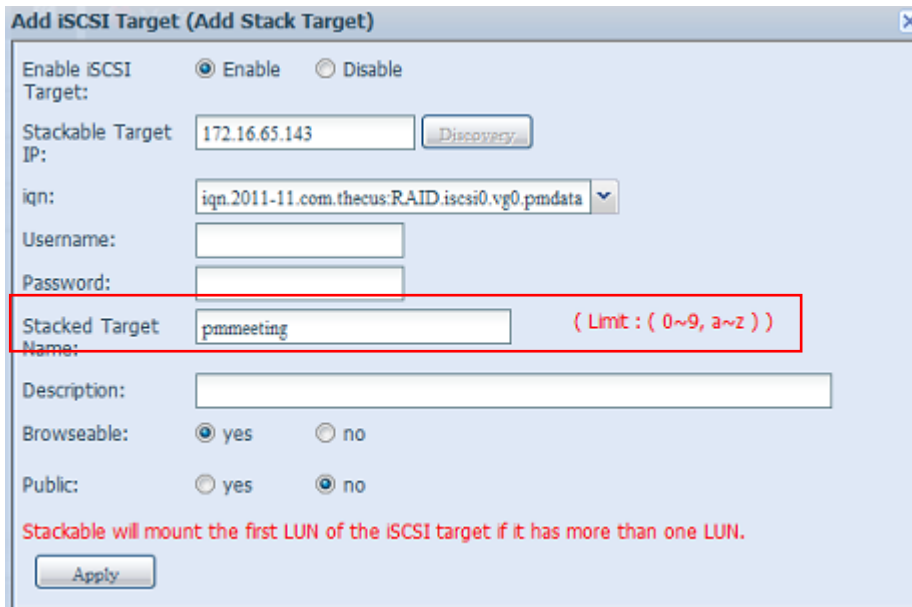 Add iSCSI Target (Add Stack Target)
Enable iSCSI Target: Enable Disable
Stackable Target IP: 172.16.65.143 Discovery
iqn: iqn.2011-11.com.thecus:RAID.iscsi0.vg0.pmdata
Username:
Password:
Stacked Target Name: pmmeeting ( Limit : ( 0~9, a~z ) )
Description:
Browseable: yes no
Public: yes no
Stackable will mount the first LUN of the iSCSI target if it has more than one LUN.
Apply